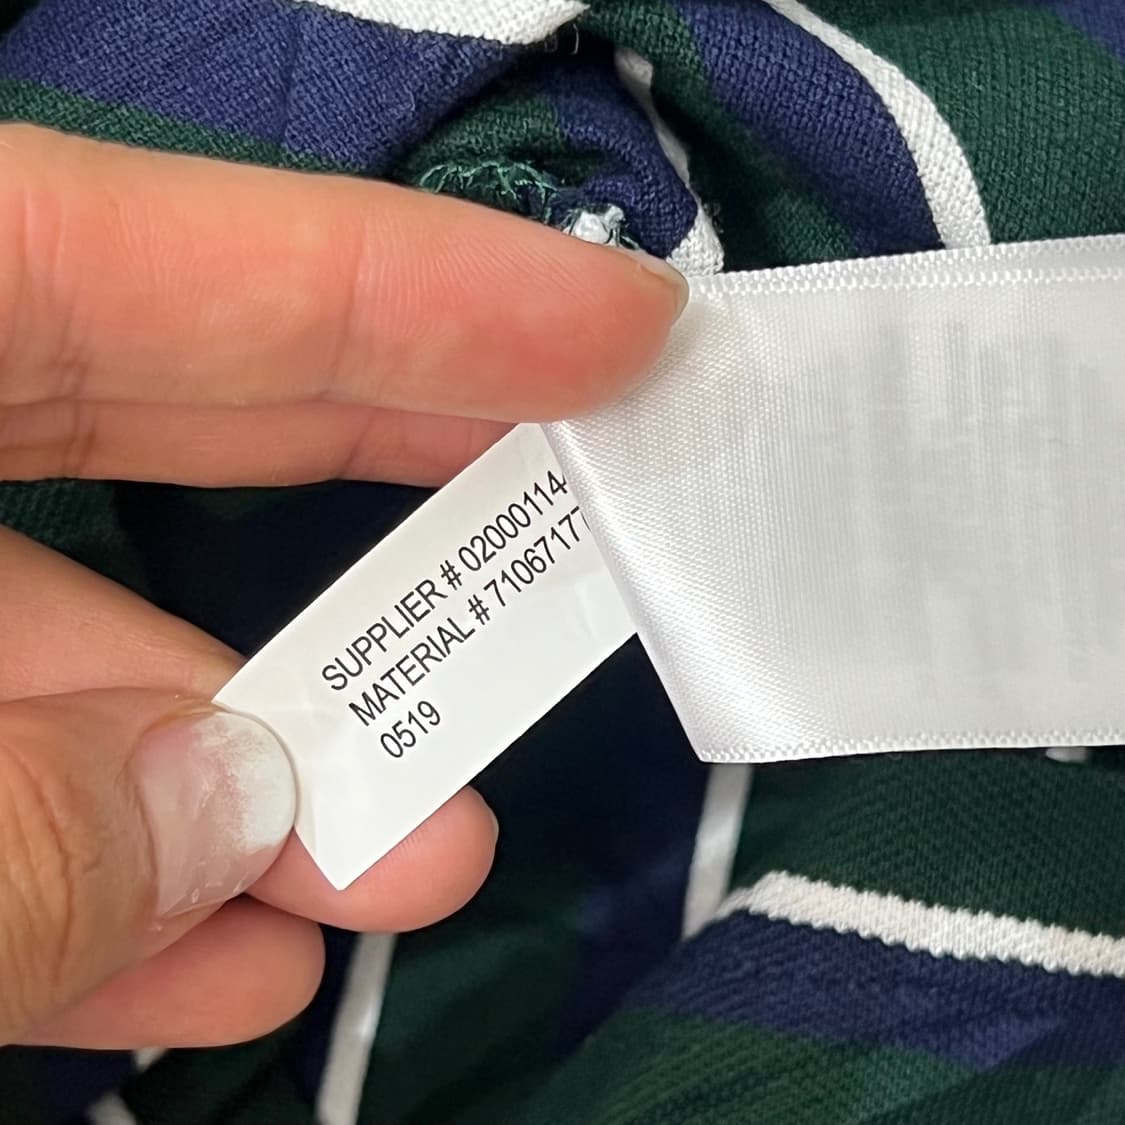 SUPPLIER # 02000114
MATERIAL # 7106717
0519